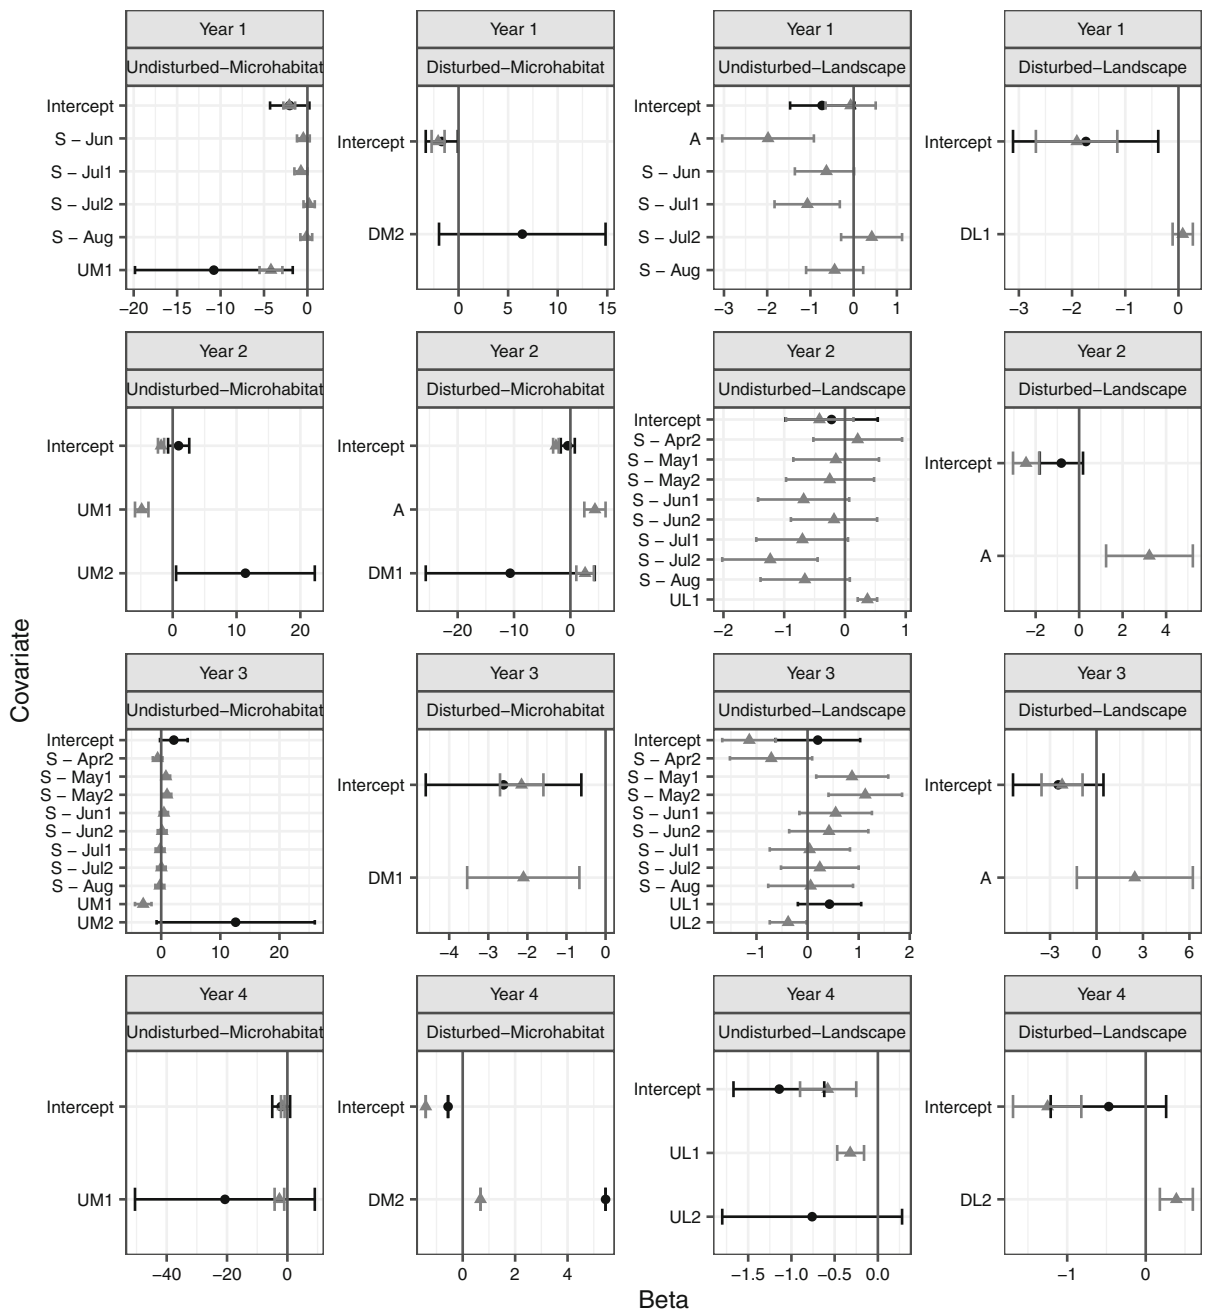 Year 1
Undisturbed−Microhabitat
Intercept
S − Jun
S − Jul1
S − Jul2
S − Aug
UM1
−20 −15 −10 −5 0
Year 1
Disturbed−Microhabitat
Intercept
DM2
0 5 10 15
Year 1
Undisturbed−Landscape
Intercept
A
S − Jun
S − Jul1
S − Jul2
S − Aug
−3 −2 −1 0 1
Year 1
Disturbed−Landscape
Intercept
DL1
−3 −2 −1 0
Year 2
Undisturbed−Microhabitat
Intercept
UM1
UM2
0 10 20
Year 2
Disturbed−Microhabitat
Intercept
A
DM1
−20 −10 0
Year 2
Undisturbed−Landscape
Intercept
S − Apr2
S − May1
S − May2
S − Jun1
S − Jun2
S − Jul1
S − Jul2
S − Aug
UL1
−2 −1 0 1
Year 2
Disturbed−Landscape
Intercept
A
−2 0 2 4
Year 3
Undisturbed−Microhabitat
Intercept
S − Apr2
S − May1
S − May2
S − Jun1
S − Jun2
S − Jul1
S − Jul2
S − Aug
UM1
UM2
0 10 20
Year 3
Disturbed−Microhabitat
Intercept
DM1
−4 −3 −2 −1 0
Year 3
Undisturbed−Landscape
Intercept
S − Apr2
S − May1
S − May2
S − Jun1
S − Jun2
S − Jul1
S − Jul2
S − Aug
UL1
UL2
−1 0 1 2
Year 3
Disturbed−Landscape
Intercept
A
−3 0 3 6
Year 4
Undisturbed−Microhabitat
Intercept
UM1
−40 −20 0
Year 4
Disturbed−Microhabitat
Intercept
DM2
0 2 4
Year 4
Undisturbed−Landscape
Intercept
UL1
UL2
−1.5 −1.0 −0.5 0.0
Year 4
Disturbed−Landscape
Intercept
DL2
−1 0
Covariate
Beta